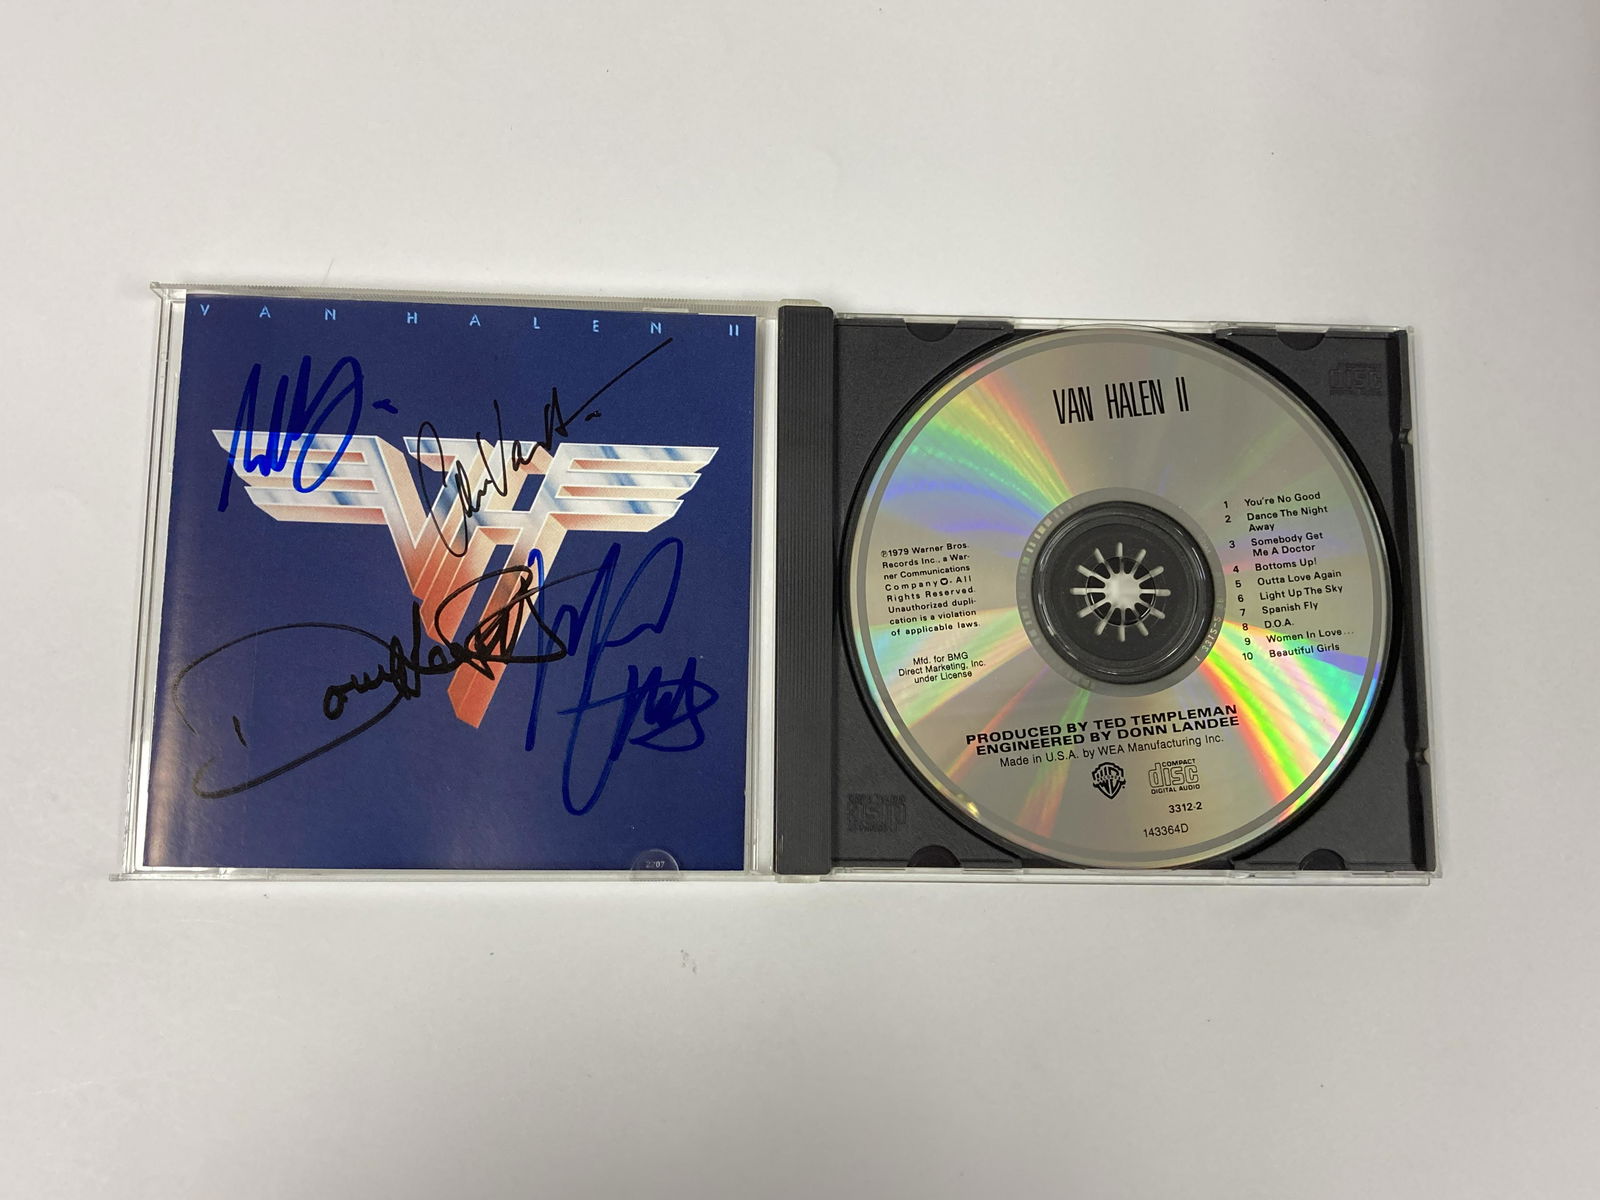 VAN HALEN II
2207
VAN HALEN II
℗1979 Warner Bros.
Records Inc., a War-
ner Communications
Company. All
Rights Reserved.
Unauthorized dupli-
cation is a violation
of applicable laws.
Mfd. for BMG
Direct Marketing, Inc.
under License
1 You're No Good
2 Dance The Night
Away
3 Somebody Get
Me A Doctor
4 Bottoms Up!
5 Outta Love Again
6 Light Up The Sky
7 Spanish Fly
8 D.O.A.
9 Women In Love...
10 Beautiful Girls
PRODUCED BY TED TEMPLEMAN
ENGINEERED BY DONN LANDEE
Made in U.S.A. by WEA Manufacturing Inc.
COMPACT
disc
DIGITAL AUDIO
3312-2
143364D